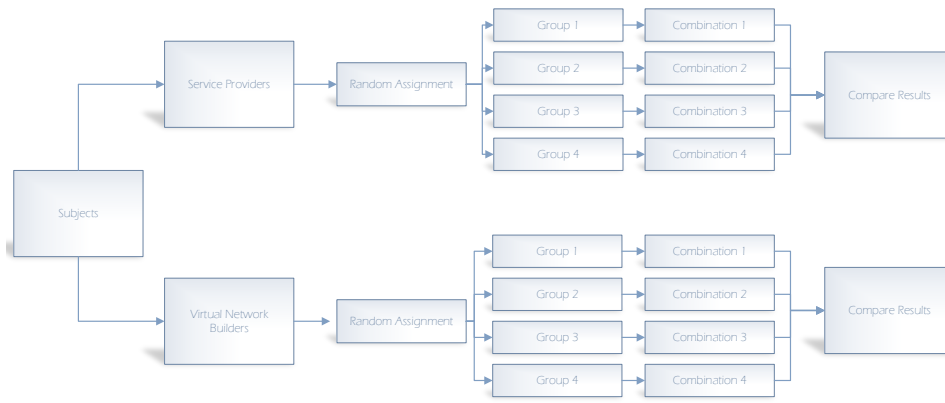 Group 1
Combination 1
Service Providers
Random Assignment
Group 2
Combination 2
Compare Results
Group 3
Combination 3
Group 4
Combination 4
Subjects
Group 1
Combination 1
Virtual Network
Builders
Random Assignment
Group 2
Combination 2
Compare Results
Group 3
Combination 3
Group 4
Combination 4